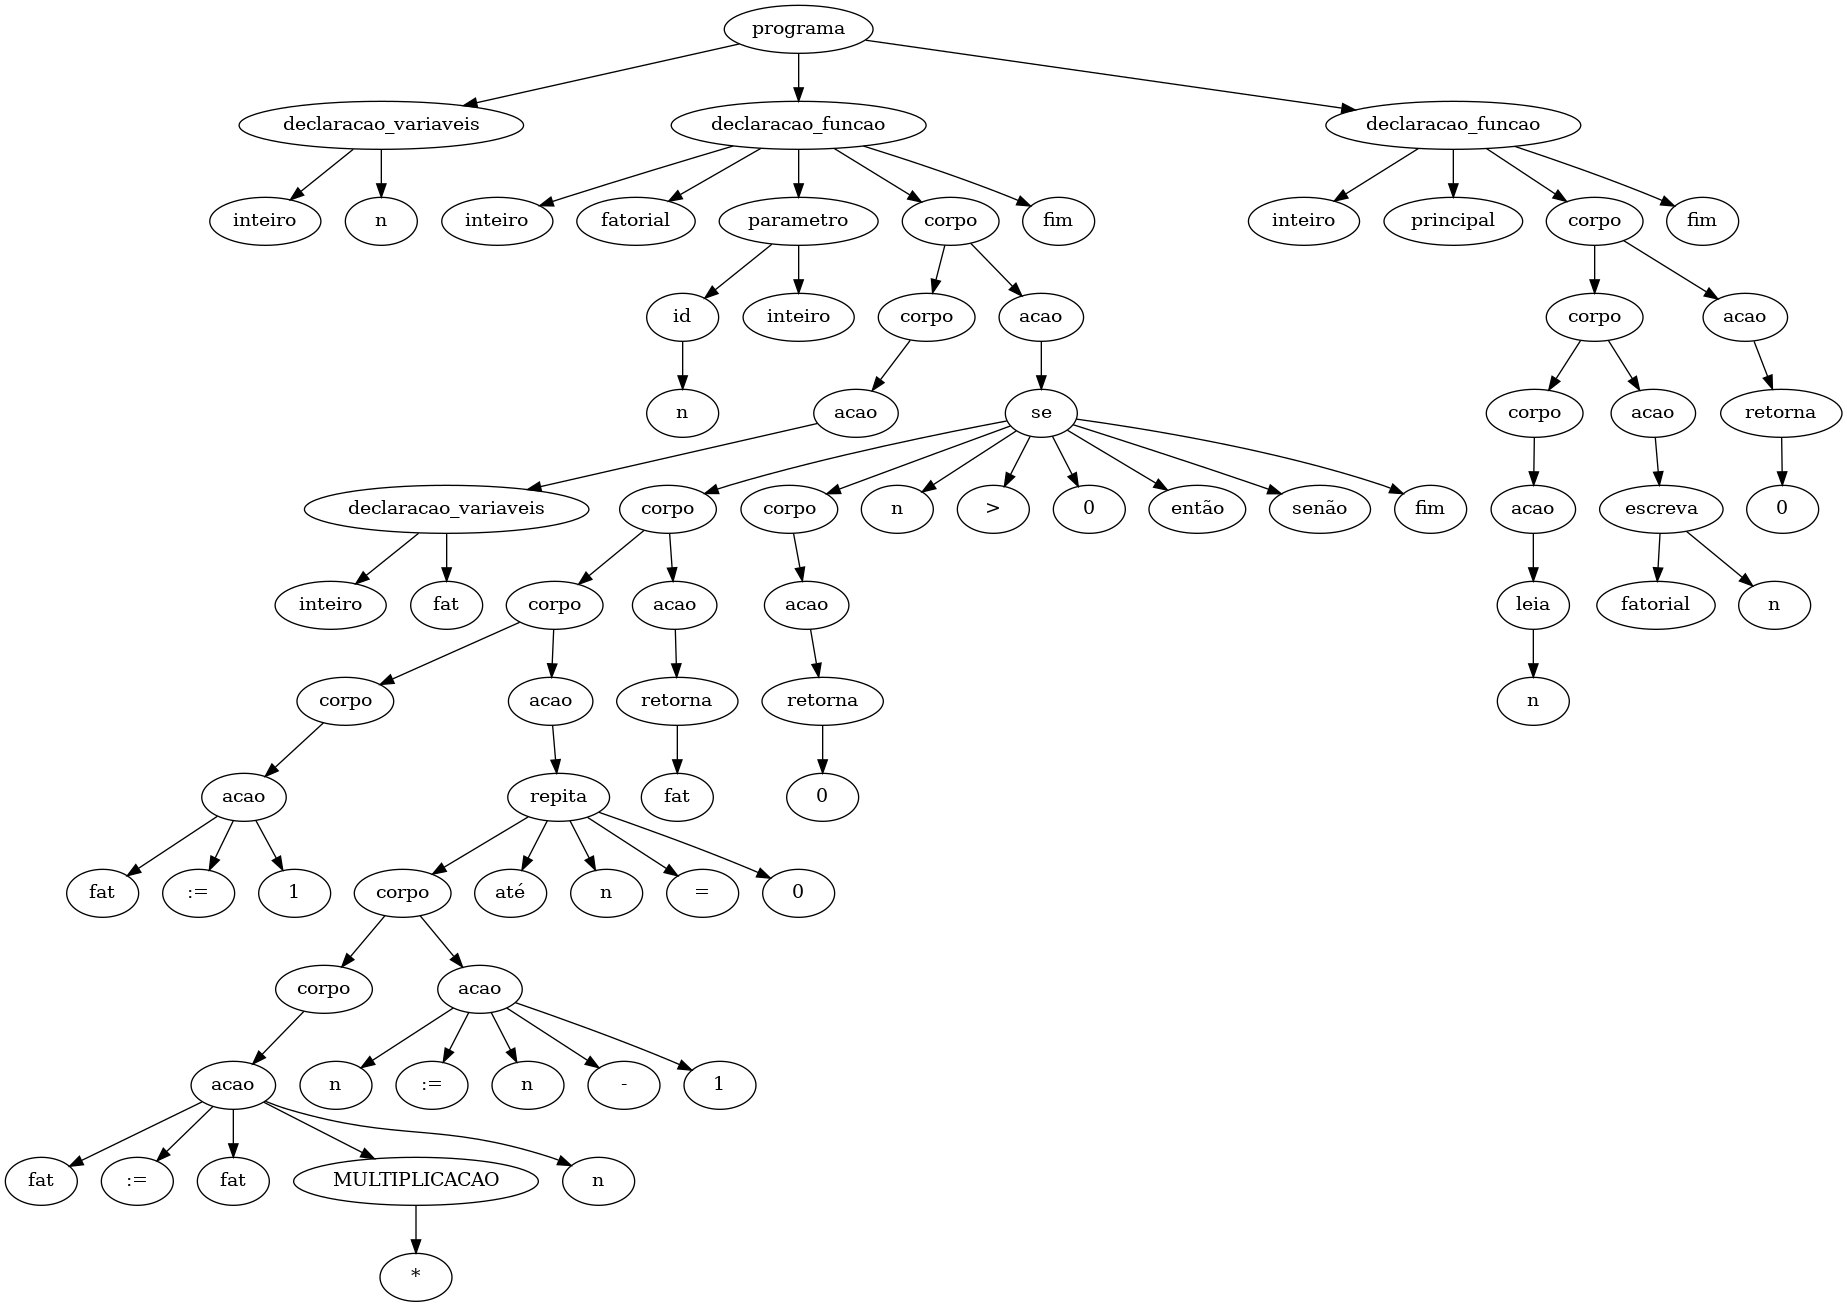 programa
declaracao_variaveis
declaracao_funcao
declaracao_funcao
inteiro
n
inteiro
fatorial
parametro
corpo
fim
inteiro
principal
corpo
fim
id
inteiro
corpo
acao
corpo
acao
n
acao
se
corpo
acao
retorna
declaracao_variaveis
corpo
corpo
n
>
0
então
senão
fim
acao
escreva
0
inteiro
fat
corpo
acao
acao
leia
fatorial
n
corpo
acao
retorna
retorna
n
acao
repita
fat
0
fat
:=
1
corpo
até
n
=
0
corpo
acao
acao
n
:=
n
-
1
fat
:=
fat
MULTIPLICACAO
n
*